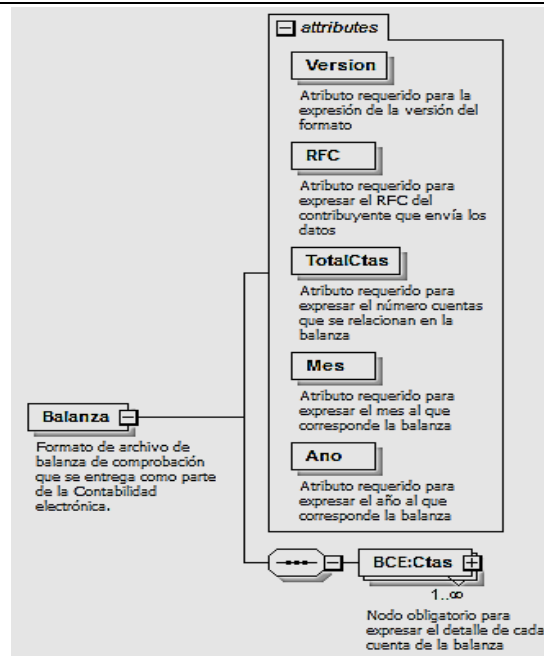 attributes
Version
Atributo requerido para la
expresión de la versión del
formato
RFC
Atributo requerido para
expresar el RFC del
contribuyente que envía los
datos
TotalCtas
Atributo requerido para
expresar el número cuentas
que se relacionan en la
balanza
Mes
Atributo requerido para
expresar el mes al que
corresponde la balanza
Ano
Atributo requerido para
expresar el año al que
corresponde la balanza
Balanza
Formato de archivo de
balanza de comprobación
que se entrega como parte
de la Contabilidad
electrónica.
BCE:Ctas
1..∞
Nodo obligatorio para
expresar el detalle de cada
cuenta de la balanza